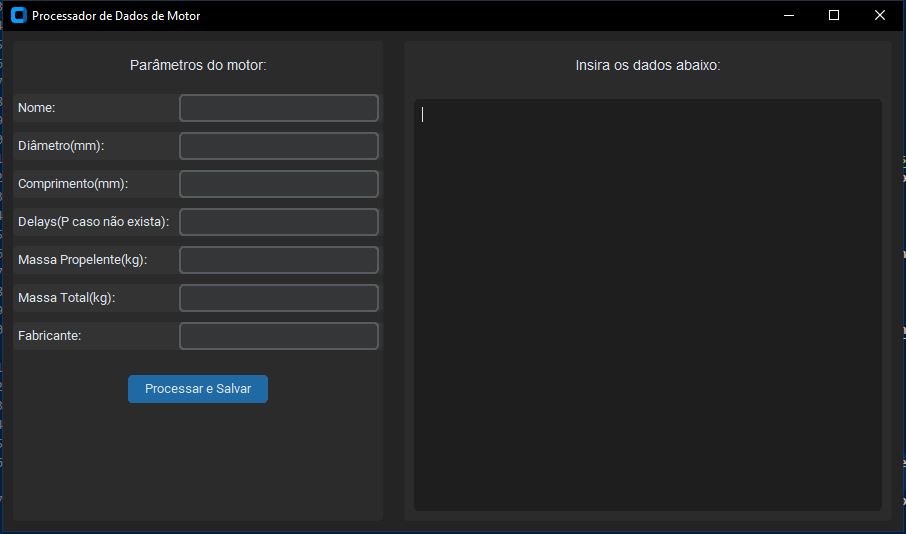 Processador de Dados de Motor
Parâmetros do motor:
Nome:
Diâmetro(mm):
Comprimento(mm):
Delays(P caso não exista):
Massa Propelente(kg):
Massa Total(kg):
Fabricante:
Processar e Salvar
Insira os dados abaixo: